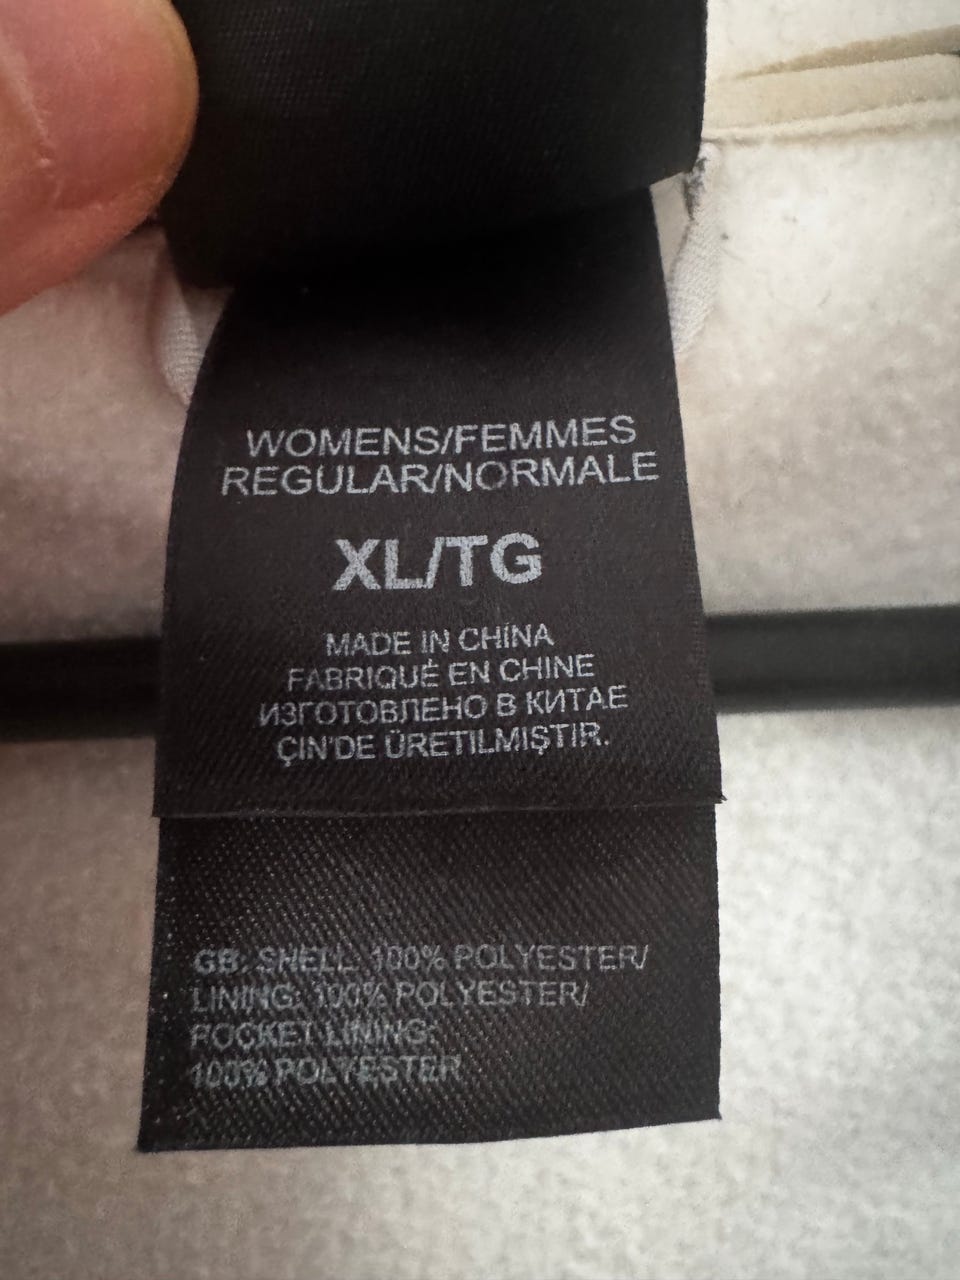 WOMENS/FEMMES
REGULAR/NORMALE
XL/TG
MADE IN CHINA
FABRIQUÉ EN CHINE
ИЗГОТОВЛЕНО В КИТАЕ
ÇIN'DE ÜRETILMIŞTIR.
GB: SHELL: 100% POLYESTER/
LINING: 100% POLYESTER/
POCKET LINING:
100% POLYESTER